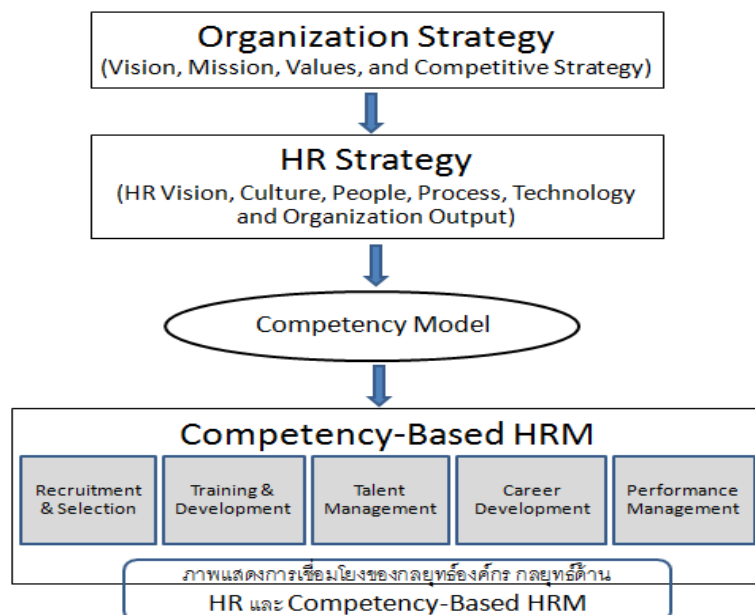 Organization Strategy
(Vision, Mission, Values, and Competitive Strategy)
HR Strategy
(HR Vision, Culture, People, Process, Technology
and Organization Output)
Competency Model
Competency-Based HRM
Recruitment
& Selection
Training &
Development
Talent
Management
Career
Development
Performance
Management
ภาพแสดงการเชื่อมโยงของกลยุทธ์องค์กร กลยุทธ์ด้าน
HR และ Competency-Based HRM